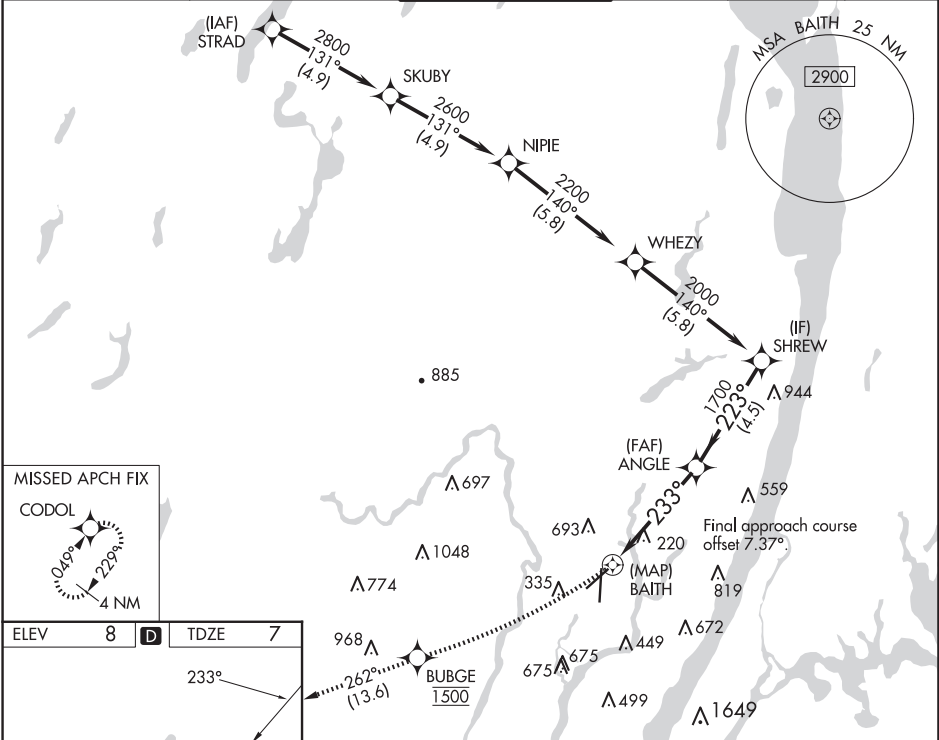 (IAF)
STRAD
2800
131°
(4.9)
SKUBY
2600
131°
(4.9)
NIPIE
2200
140°
(5.8)
WHEZY
2000
140°
(5.8)
(IF)
SHREW
MSA BAITH 25 NM
2900
944
1700
223°
(4.5)
885
(FAF)
ANGLE
233°
559
Final approach course
offset 7.37°.
697
693
220
1048
(MAP)
BAITH
819
774
335
MISSED APCH FIX
CODOL
049°
229°
4 NM
672
449
968
675
675
BUBGE
1500
262°
(13.6)
499
1649
ELEV 8 D TDZE 7
233°